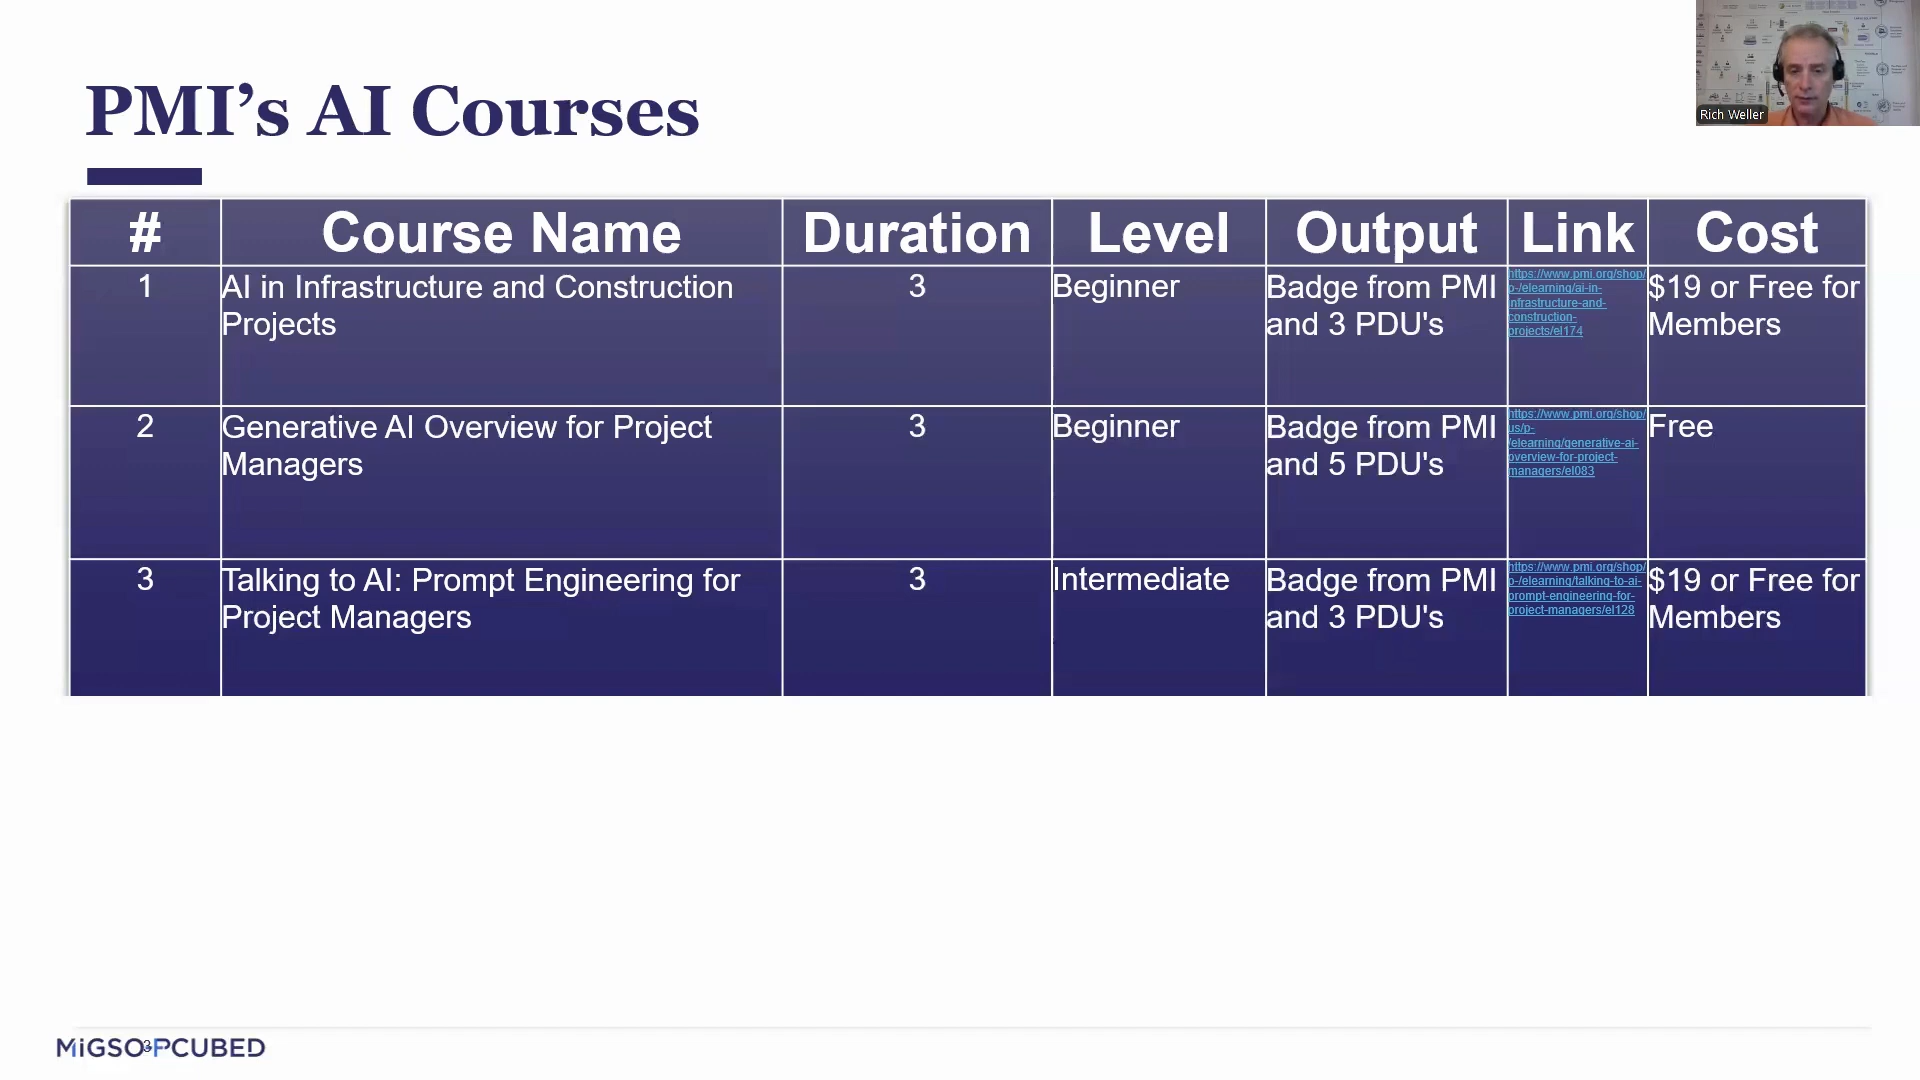 PMI's AI Courses
Rich Weller
# Course Name Duration Level Output Link Cost
1 AI in Infrastructure and Construction Projects 3 Beginner Badge from PMI and 3 PDU's https://www.pmi.org/shop/p-/elearning/ai-in-infrastructure-and-construction-projects/el174 $19 or Free for Members
2 Generative AI Overview for Project Managers 3 Beginner Badge from PMI and 5 PDU's https://www.pmi.org/shop/us/p-/elearning/generative-ai-overview-for-project-managers/el083 Free
3 Talking to AI: Prompt Engineering for Project Managers 3 Intermediate Badge from PMI and 3 PDU's https://www.pmi.org/shop/p-/elearning/talking-to-ai-prompt-engineering-for-project-managers/el128 $19 or Free for Members
MiGSO-PCUBED
3